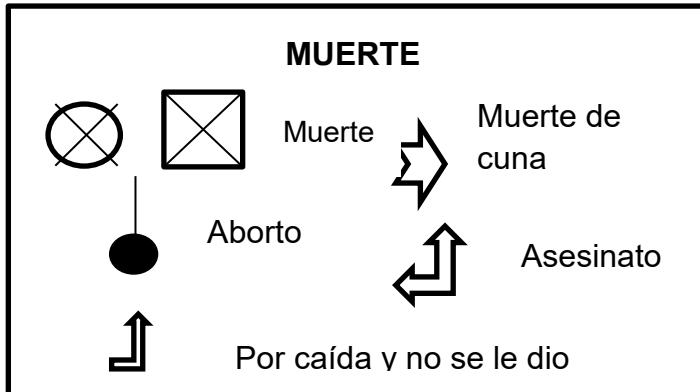 MUERTE
Muerte
Muerte de
cuna
Aborto
Asesinato
Por caída y no se le dio